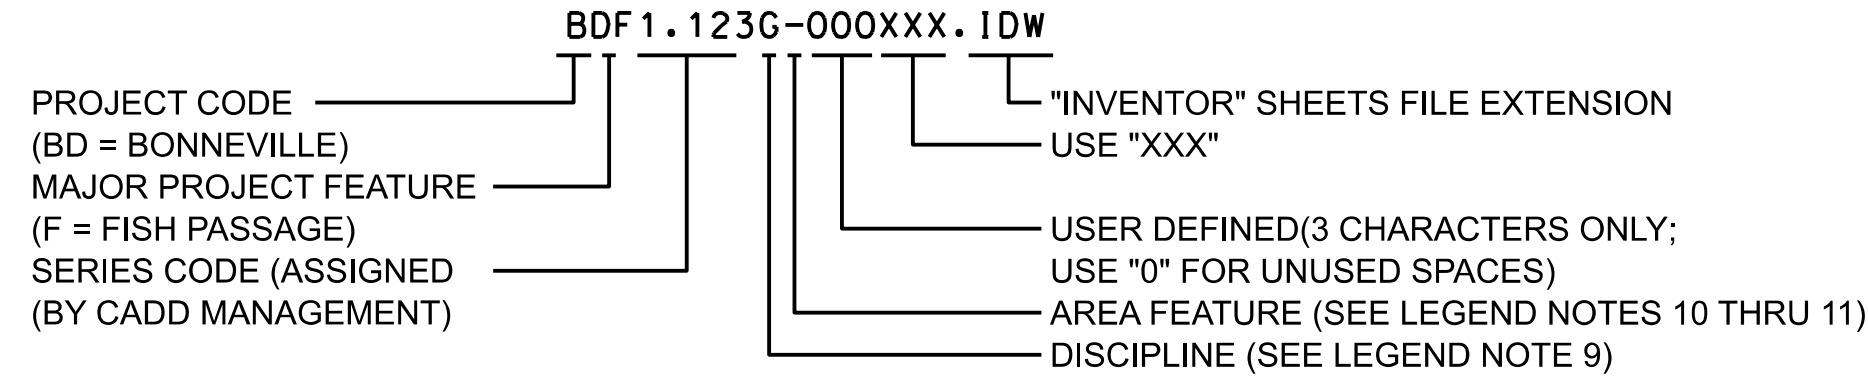 BDF1.123G-000XXX.IDW
PROJECT CODE
(BD = BONNEVILLE)
MAJOR PROJECT FEATURE
(F = FISH PASSAGE)
SERIES CODE (ASSIGNED
(BY CADD MANAGEMENT)
"INVENTOR" SHEETS FILE EXTENSION
USE "XXX"
USER DEFINED(3 CHARACTERS ONLY;
USE "0" FOR UNUSED SPACES)
AREA FEATURE (SEE LEGEND NOTES 10 THRU 11)
DISCIPLINE (SEE LEGEND NOTE 9)